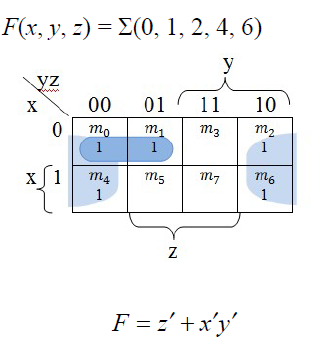 F(x, y, z) = Σ(0, 1, 2, 4, 6)
y
yz
x 00 01 11 10
0 m₀ m₁ m₃ m₂
1 1 1
x 1 m₄ m₅ m₇ m₆
1 1
z
F = z′ + x′y′